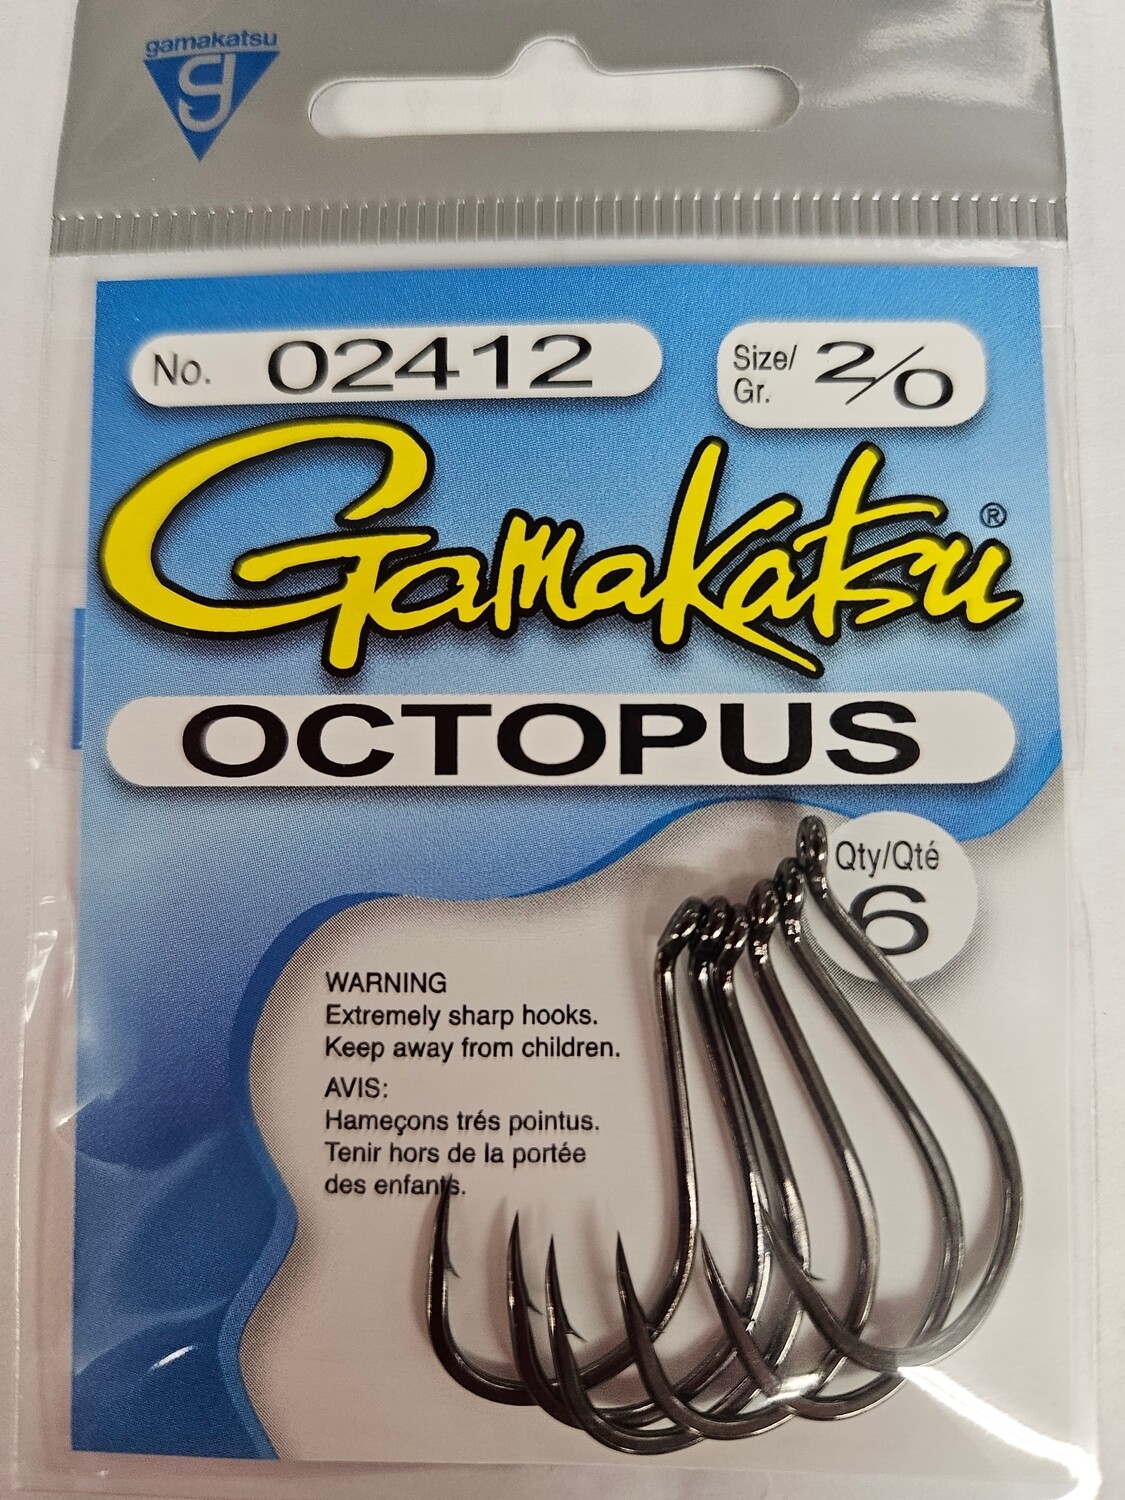 gamakatsu
No. 02412
Size/
Gr. 2/0
Gamakatsu®
OCTOPUS
Qty/Qté
6
WARNING
Extremely sharp hooks.
Keep away from children.
AVIS:
Hameçons trés pointus.
Tenir hors de la portée
des enfants.